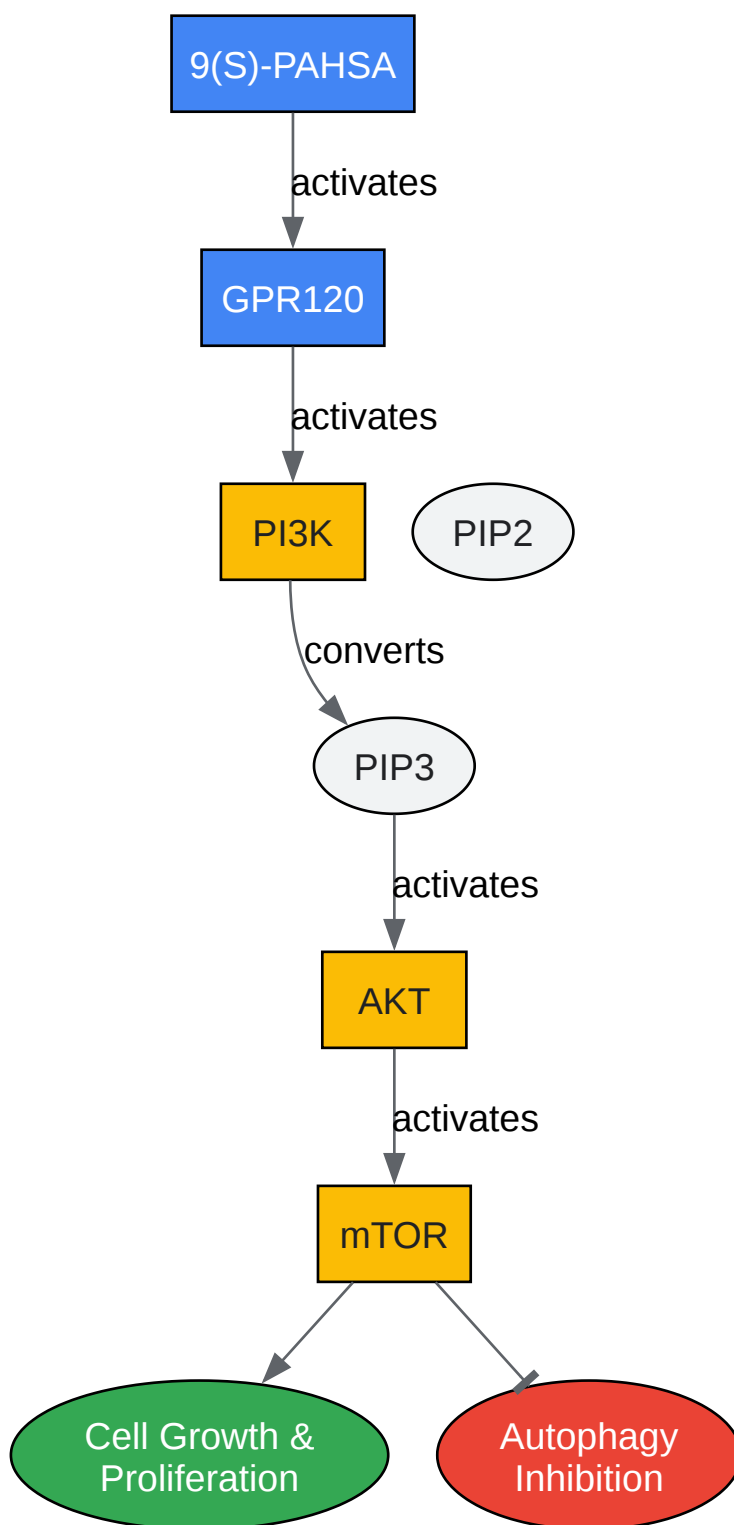 9(S)-PAHSA
activates
GPR120
activates
PI3K
PIP2
converts
PIP3
activates
AKT
activates
mTOR
Cell Growth &
Proliferation
Autophagy
Inhibition